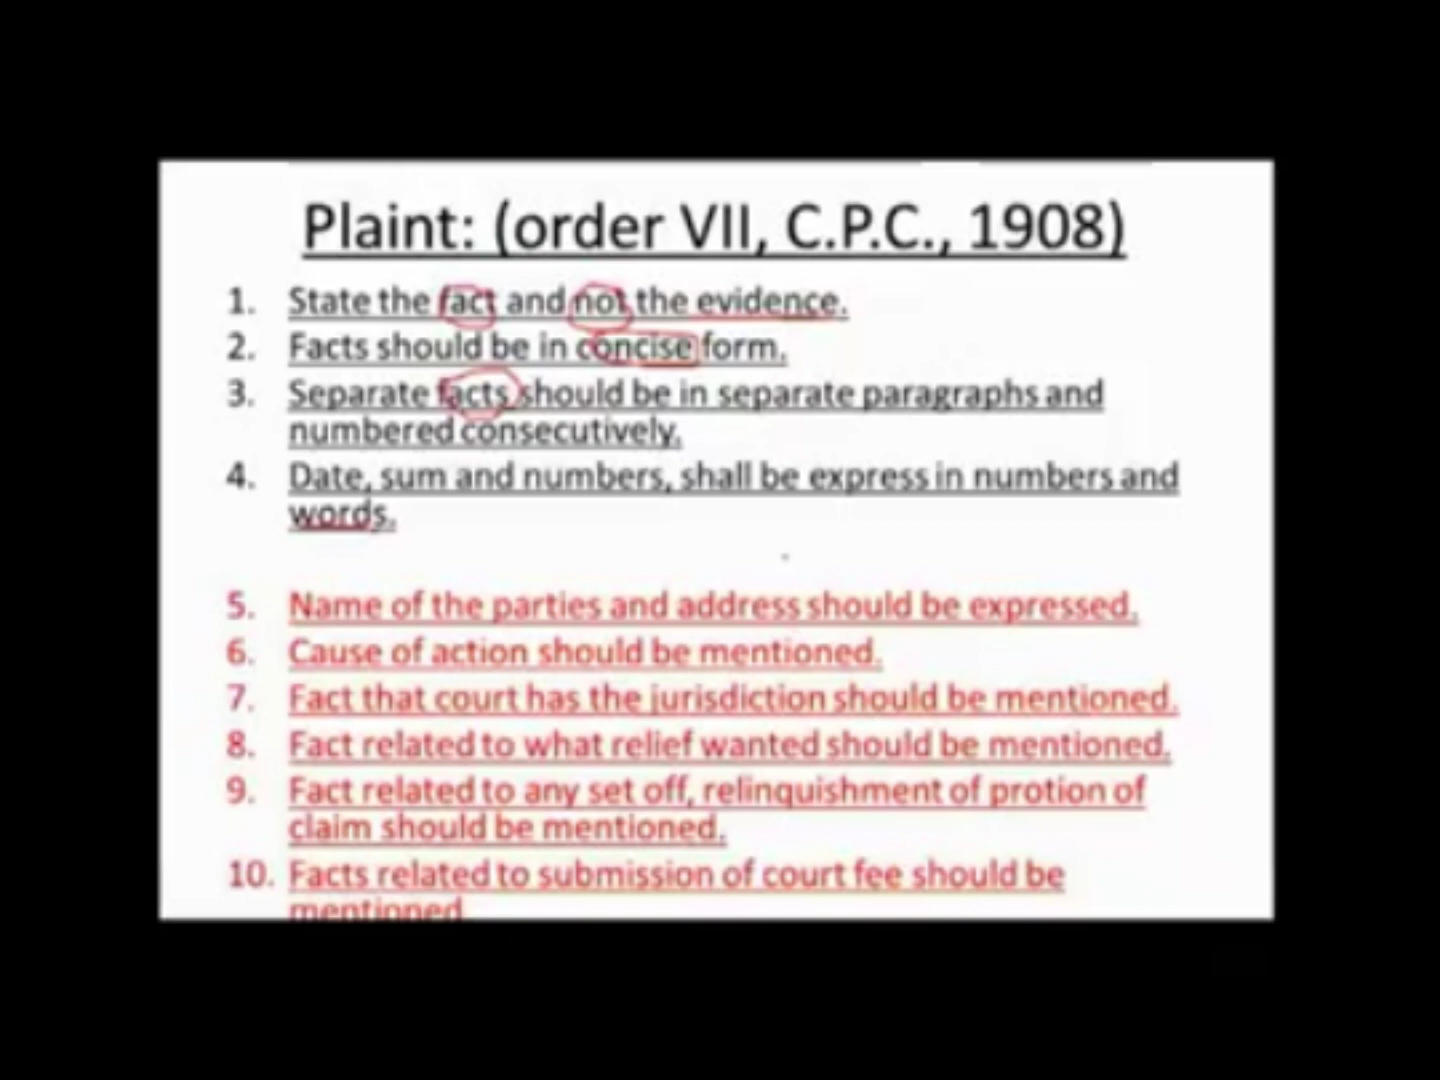 Plaint: (order VII, C.P.C., 1908)
1. State the fact and not the evidence.
2. Facts should be in concise form.
3. Separate facts should be in separate paragraphs and
numbered consecutively.
4. Date, sum and numbers, shall be express in numbers and
words.
5. Name of the parties and address should be expressed.
6. Cause of action should be mentioned.
7. Fact that court has the jurisdiction should be mentioned.
8. Fact related to what relief wanted should be mentioned.
9. Fact related to any set off, relinquishment of protion of
claim should be mentioned.
10. Facts related to submission of court fee should be
mentioned